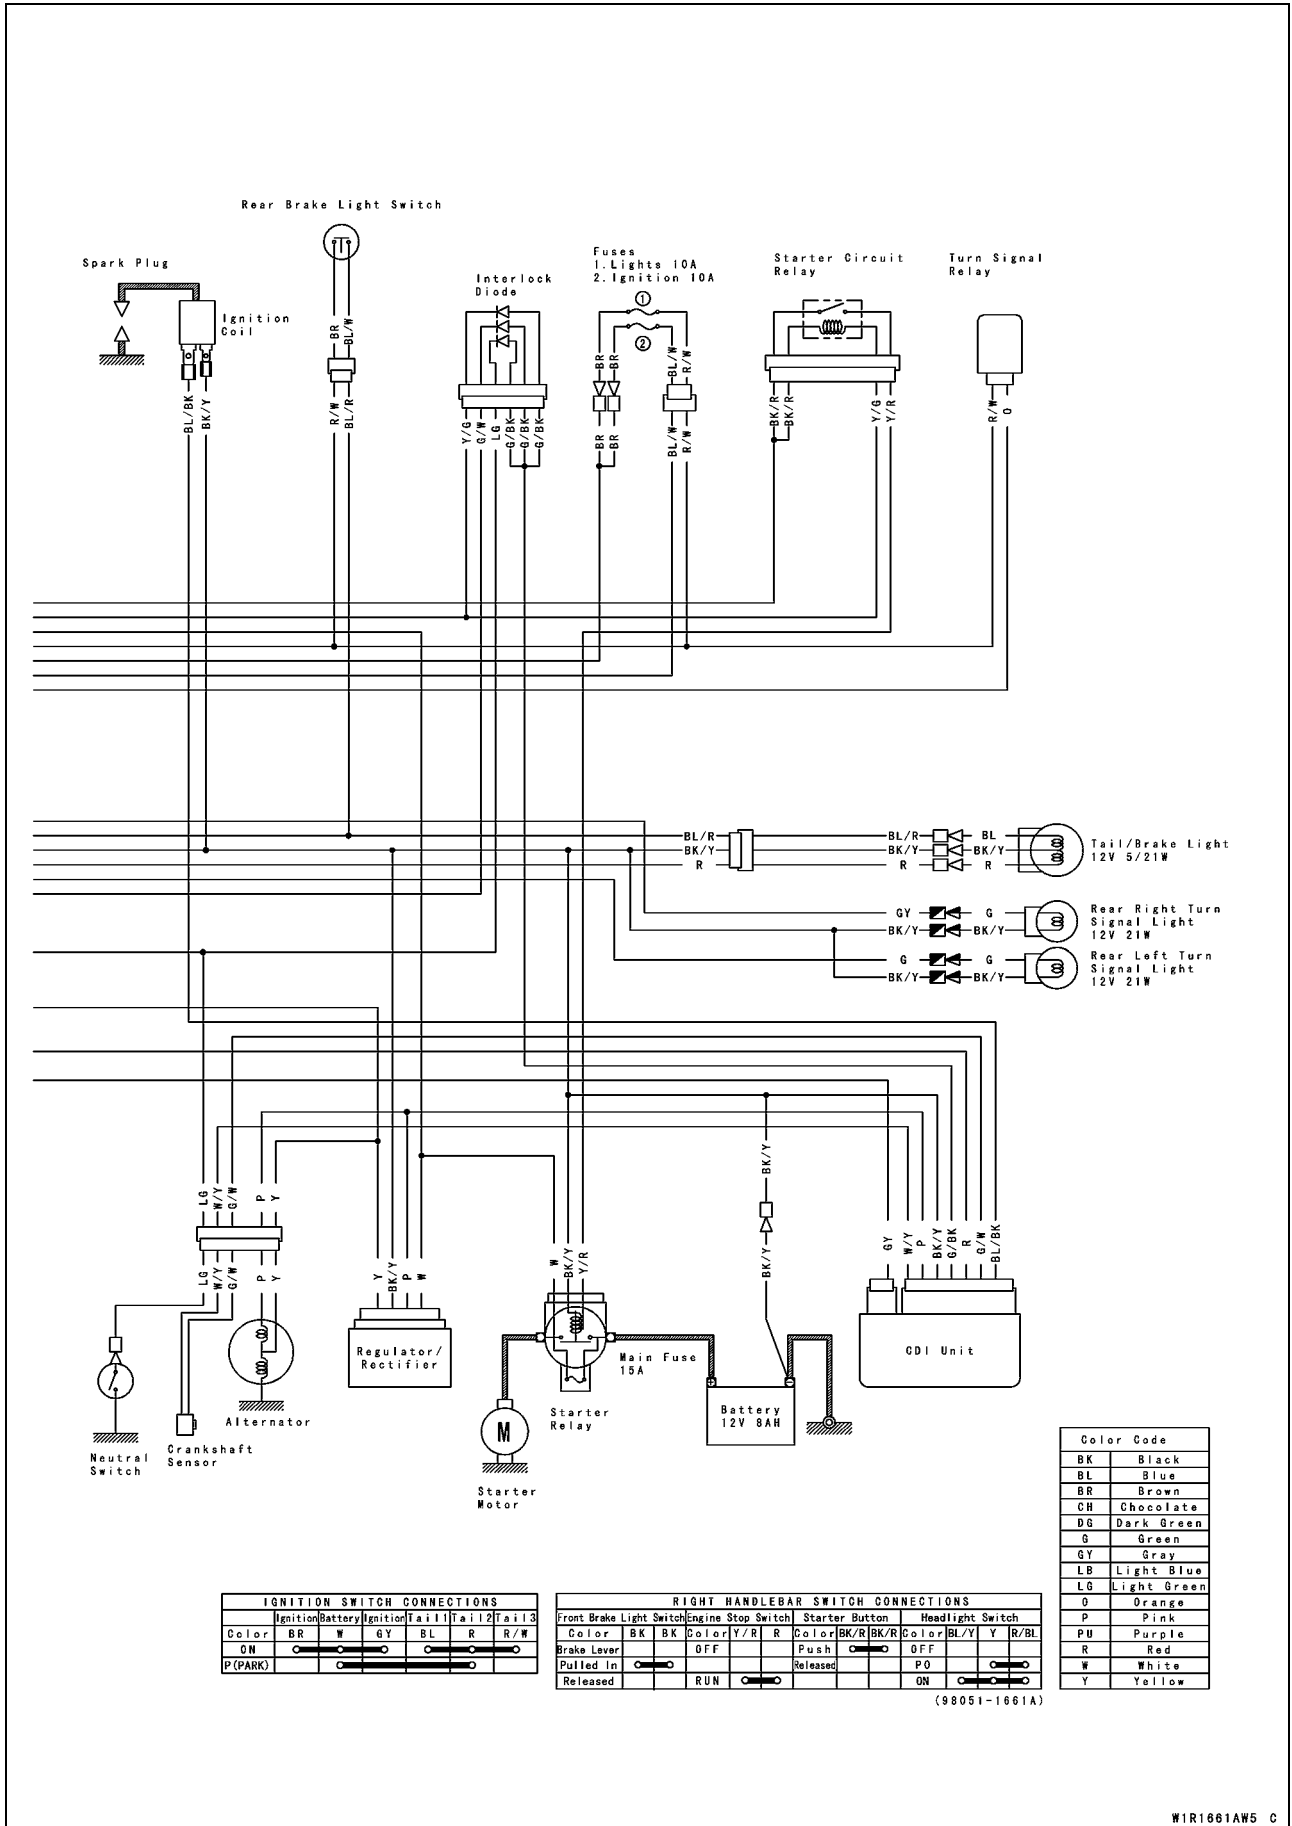 Rear Brake Light Switch
Spark Plug
Ignition
Coil
Interlock
Diode
Fuses
1.Lights 10A
2.Ignition 10A
Starter Circuit
Relay
Turn Signal
Relay
1
2
BR
BL/W
BR
BR
BL/W
R/W
BL/BK
BK/Y
R/W
BL/R
Y/G
G/W
LG
G/BK
G/BK
G/BK
BR
BR
BL/W
R/W
BK/R
BK/R
Y/G
Y/R
R/W
O
BL/R
BL/R
BL
BK/Y
BK/Y
BK/Y
R
R
R
Tail/Brake Light
12V 5/21W
GY
G
BK/Y
BK/Y
Rear Right Turn
Signal Light
12V 21W
G
G
BK/Y
BK/Y
Rear Left Turn
Signal Light
12V 21W
LG
W/Y
G/W
P
Y
BK/Y
LG
W/Y
G/W
P
Y
Y
BK/Y
P
W
W
BK/Y
Y/R
BK/Y
GY
W/Y
P
BK/Y
G/BK
R
G/W
BL/BK
Regulator/
Rectifier
Main Fuse
15A
CDI Unit
Alternator
Starter
Relay
Battery
12V 8AH
M
Neutral
Switch
Crankshaft
Sensor
Starter
Motor
Color Code
BK Black
BL Blue
BR Brown
CH Chocolate
DG Dark Green
G Green
GY Gray
LB Light Blue
LG Light Green
O Orange
P Pink
PU Purple
R Red
W White
Y Yellow
IGNITION SWITCH CONNECTIONS
Ignition Battery Ignition Tail1 Tail2 Tail3
Color BR W GY BL R R/W
ON
P(PARK)
RIGHT HANDLEBAR SWITCH CONNECTIONS
Front Brake Light Switch Engine Stop Switch Starter Button Headlight Switch
Color BK BK Color Y/R R Color BK/R BK/R Color BL/Y Y R/BL
Brake Lever OFF Push OFF
Pulled In Released PO
Released RUN ON
(98051-1661A)
W1R1661AW5 C